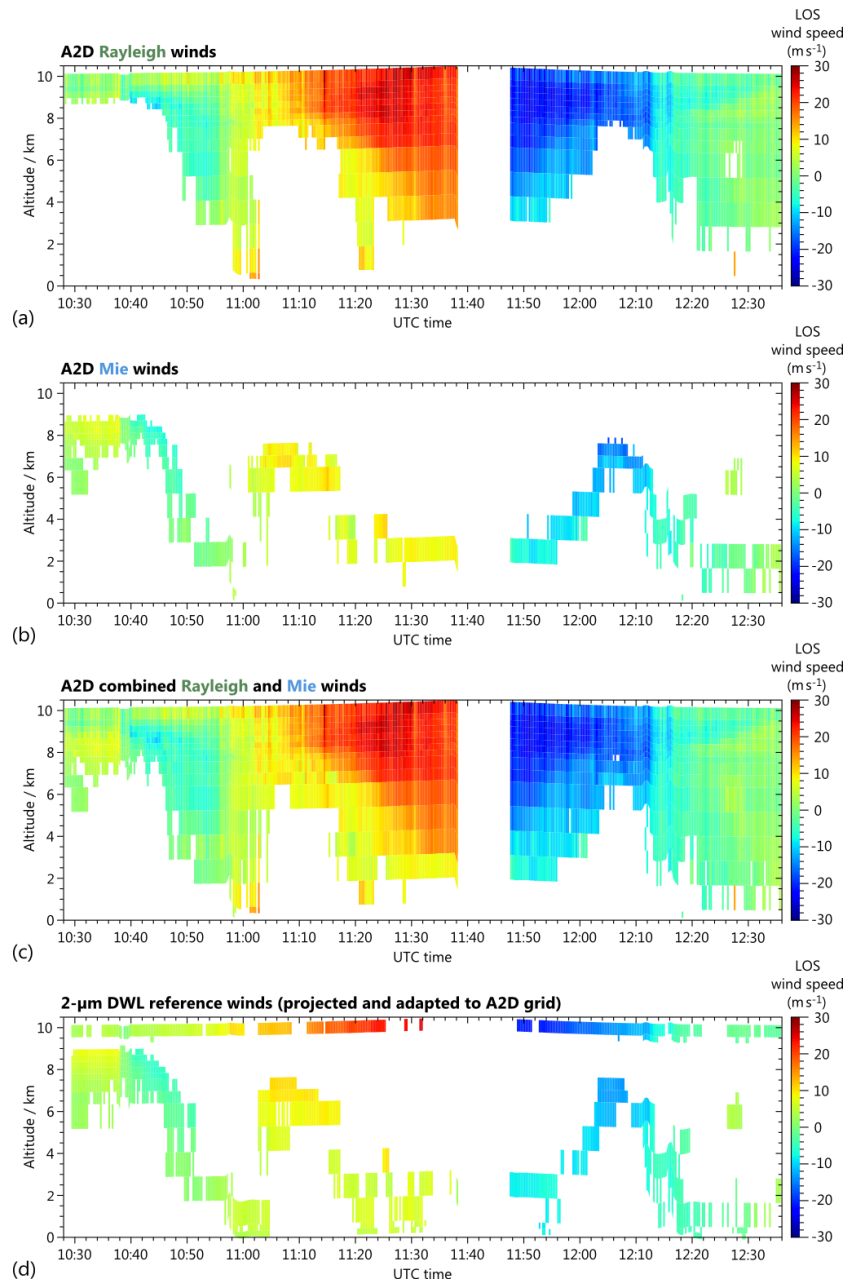 LOS
wind speed
(m s⁻¹)
A2D Rayleigh winds
30
20
10
0
-10
-20
-30
10
8
6
4
2
0
Altitude / km
10:30 10:40 10:50 11:00 11:10 11:20 11:30 11:40 11:50 12:00 12:10 12:20 12:30
UTC time
(a)
LOS
wind speed
(m s⁻¹)
A2D Mie winds
30
20
10
0
-10
-20
-30
10
8
6
4
2
0
Altitude / km
10:30 10:40 10:50 11:00 11:10 11:20 11:30 11:40 11:50 12:00 12:10 12:20 12:30
UTC time
(b)
LOS
wind speed
(m s⁻¹)
A2D combined Rayleigh and Mie winds
30
20
10
0
-10
-20
-30
10
8
6
4
2
0
Altitude / km
10:30 10:40 10:50 11:00 11:10 11:20 11:30 11:40 11:50 12:00 12:10 12:20 12:30
UTC time
(c)
LOS
wind speed
(m s⁻¹)
2-µm DWL reference winds (projected and adapted to A2D grid)
30
20
10
0
-10
-20
-30
10
8
6
4
2
0
Altitude / km
10:30 10:40 10:50 11:00 11:10 11:20 11:30 11:40 11:50 12:00 12:10 12:20 12:30
UTC time
(d)